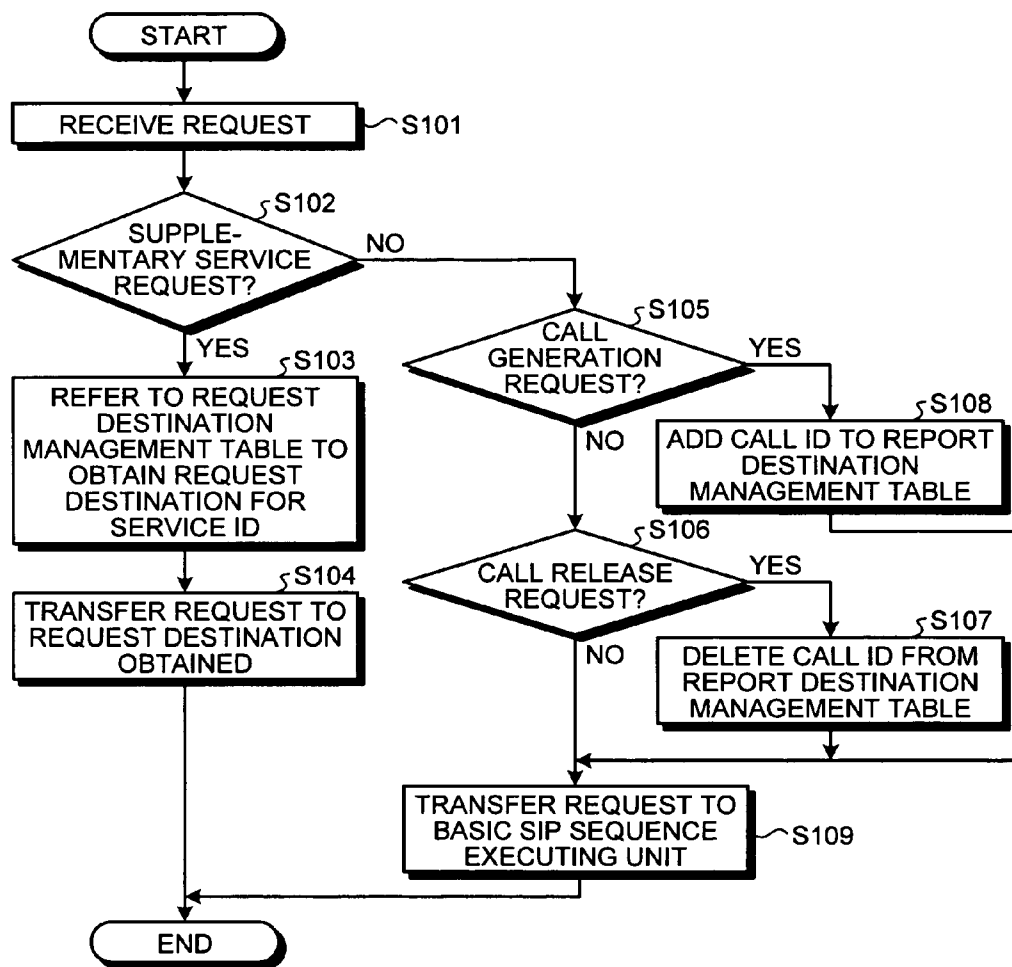 START
RECEIVE REQUEST
S101
S102
SUPPLE-
MENTARY SERVICE
REQUEST?
NO
YES
S103
REFER TO REQUEST
DESTINATION
MANAGEMENT TABLE TO
OBTAIN REQUEST
DESTINATION FOR
SERVICE ID
S104
TRANSFER REQUEST TO
REQUEST DESTINATION
OBTAINED
S105
CALL
GENERATION
REQUEST?
YES
NO
S108
ADD CALL ID TO REPORT
DESTINATION
MANAGEMENT TABLE
S106
CALL RELEASE
REQUEST?
YES
NO
S107
DELETE CALL ID FROM
REPORT DESTINATION
MANAGEMENT TABLE
TRANSFER REQUEST TO
BASIC SIP SEQUENCE
EXECUTING UNIT
S109
END